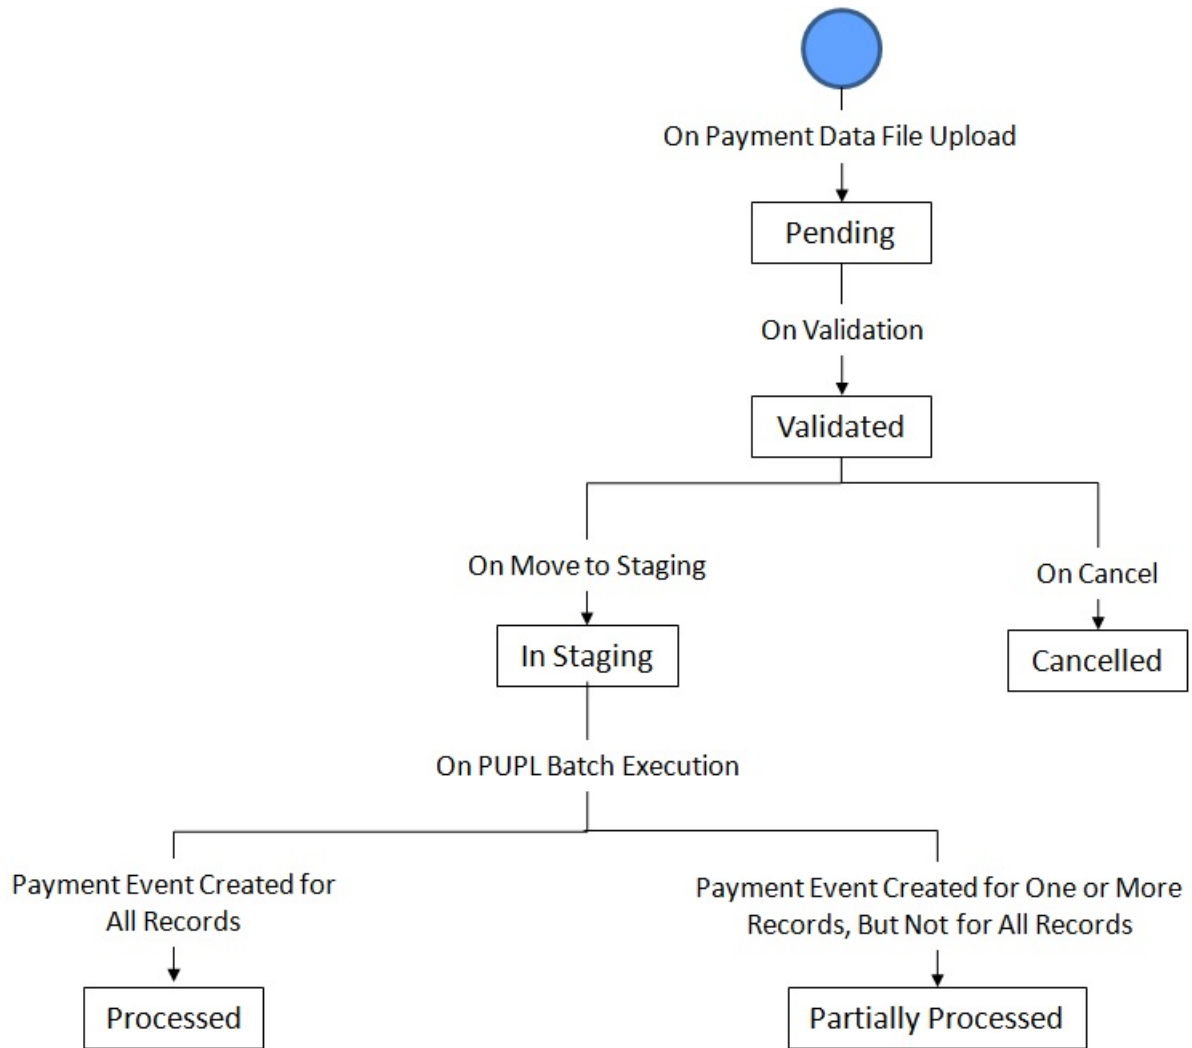 On Payment Data File Upload
Pending
On Validation
Validated
On Move to Staging
On Cancel
In Staging
Cancelled
On PUPL Batch Execution
Payment Event Created for
All Records
Payment Event Created for One or More
Records, But Not for All Records
Processed
Partially Processed